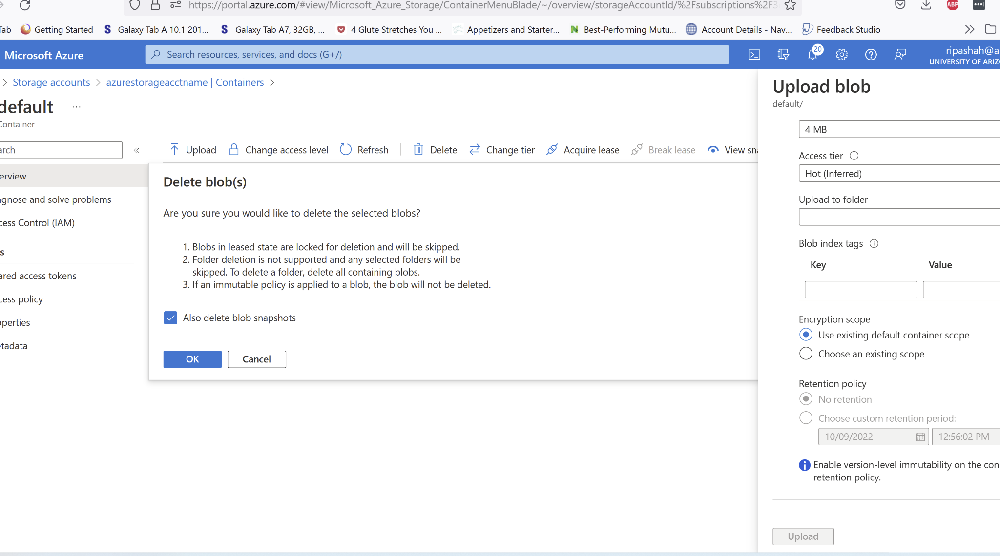 https://portal.azure.com/#view/Microsoft_Azure_Storage/ContainerMenuBlade/~/overview/storageAccountId/%2Fsubscriptions%2F3
ABP
Tab
Getting Started
Galaxy Tab A 10.1 201...
Galaxy Tab A7, 32GB, ...
4 Glute Stretches You ...
Appetizers and Starter...
Best-Performing Mutu...
Account Details - Nav...
Feedback Studio
Microsoft Azure
Search resources, services, and docs (G+/)
20
ripashah@a
UNIVERSITY OF ARIZO
Storage accounts > azurestorageacctname | Containers >
default ...
Container
arch
«
Upload
Change access level
Refresh
Delete
Change tier
Acquire lease
Break lease
View sna
erview
agnose and solve problems
cess Control (IAM)
s
ared access tokens
cess policy
operties
etadata
Delete blob(s)
Are you sure you would like to delete the selected blobs?
1. Blobs in leased state are locked for deletion and will be skipped.
2. Folder deletion is not supported and any selected folders will be
skipped. To delete a folder, delete all containing blobs.
3. If an immutable policy is applied to a blob, the blob will not be deleted.
Also delete blob snapshots
OK
Cancel
Upload blob
default/
4 MB
Access tier
Hot (Inferred)
Upload to folder
Blob index tags
Key
Value
Encryption scope
Use existing default container scope
Choose an existing scope
Retention policy
No retention
Choose custom retention period:
10/09/2022
12:56:02 PM
Enable version-level immutability on the con
retention policy.
Upload